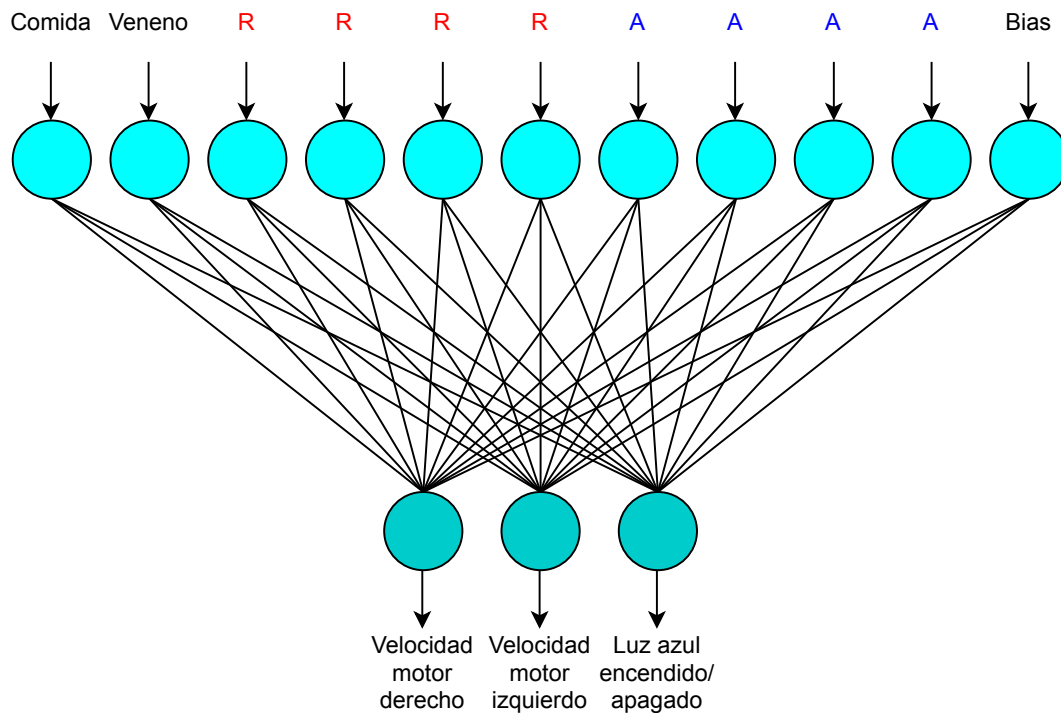 Comida Veneno R R R R A A A A Bias
Velocidad motor derecho
Velocidad motor izquierdo
Luz azul encendido/ apagado